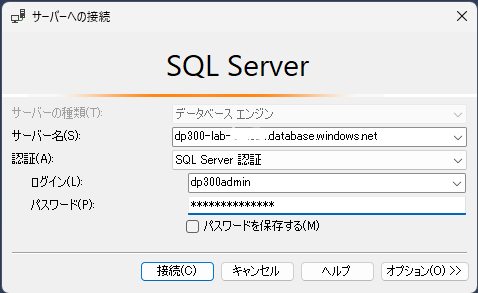 サーバーへの接続
SQL Server
サーバーの種類(T): データベース エンジン
サーバー名(S): dp300-lab- .database.windows.net
認証(A): SQL Server 認証
ログイン(L): dp300admin
パスワード(P): **************
パスワードを保存する(M)
接続(C) キャンセル ヘルプ オプション(O) >>